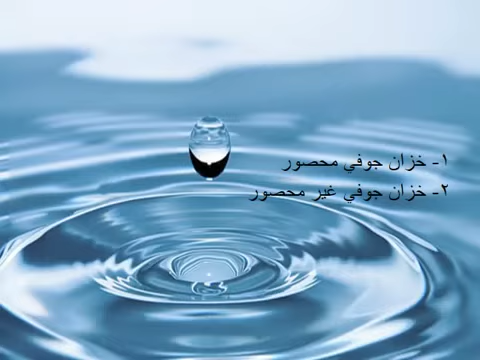 ١- خزان جوفي محصور
٢- خزان جوفي غير محصور